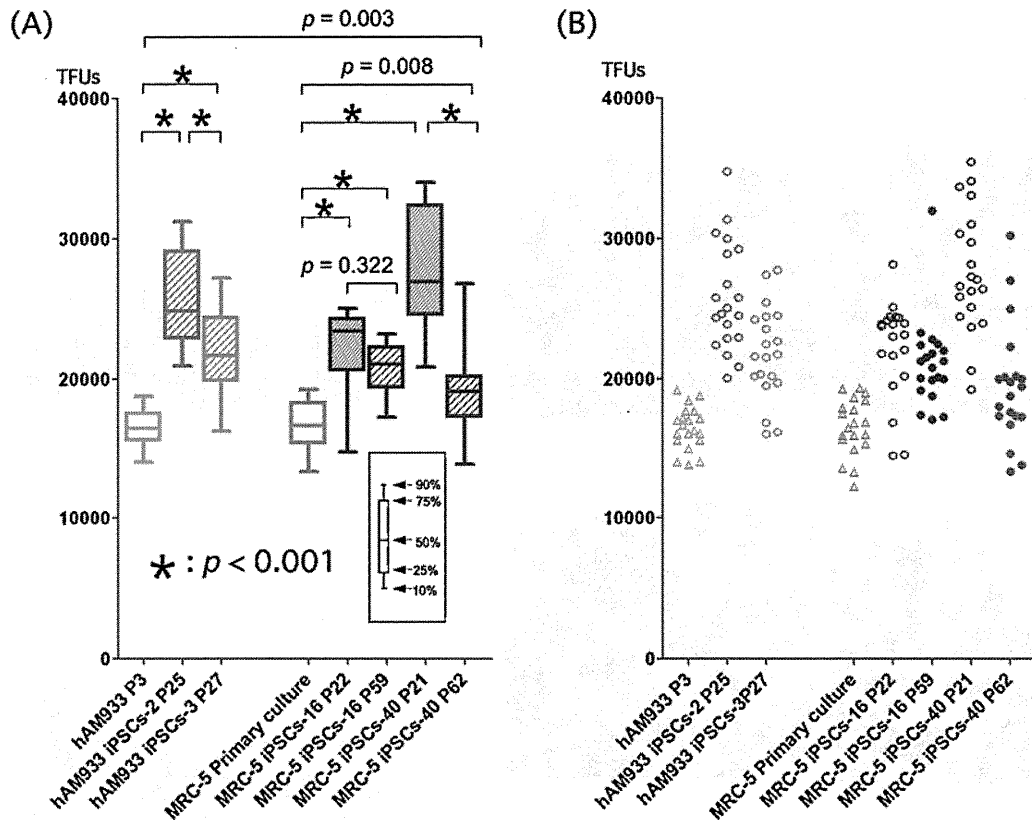 (A)
p = 0.003
p = 0.008
TFUs
40000
*
*
*
*
*
30000
*
*
p = 0.322
20000
90%
75%
50%
25%
10%
10000
* : p < 0.001
0
hAM933 P3
hAM933 iPSCs-2 P25
hAM933 iPSCs-3 P27
MRC-5 Primary culture
MRC-5 iPSCs-16 P22
MRC-5 iPSCs-16 P59
MRC-5 iPSCs-40 P21
MRC-5 iPSCs-40 P62
(B)
TFUs
40000
30000
20000
10000
0
hAM933 P3
hAM933 iPSCs-2 P25
hAM933 iPSCs-3P27
MRC-5 Primary culture
MRC-5 iPSCs-16 P22
MRC-5 iPSCs-16 P59
MRC-5 iPSCs-40 P21
MRC-5 iPSCs-40 P62